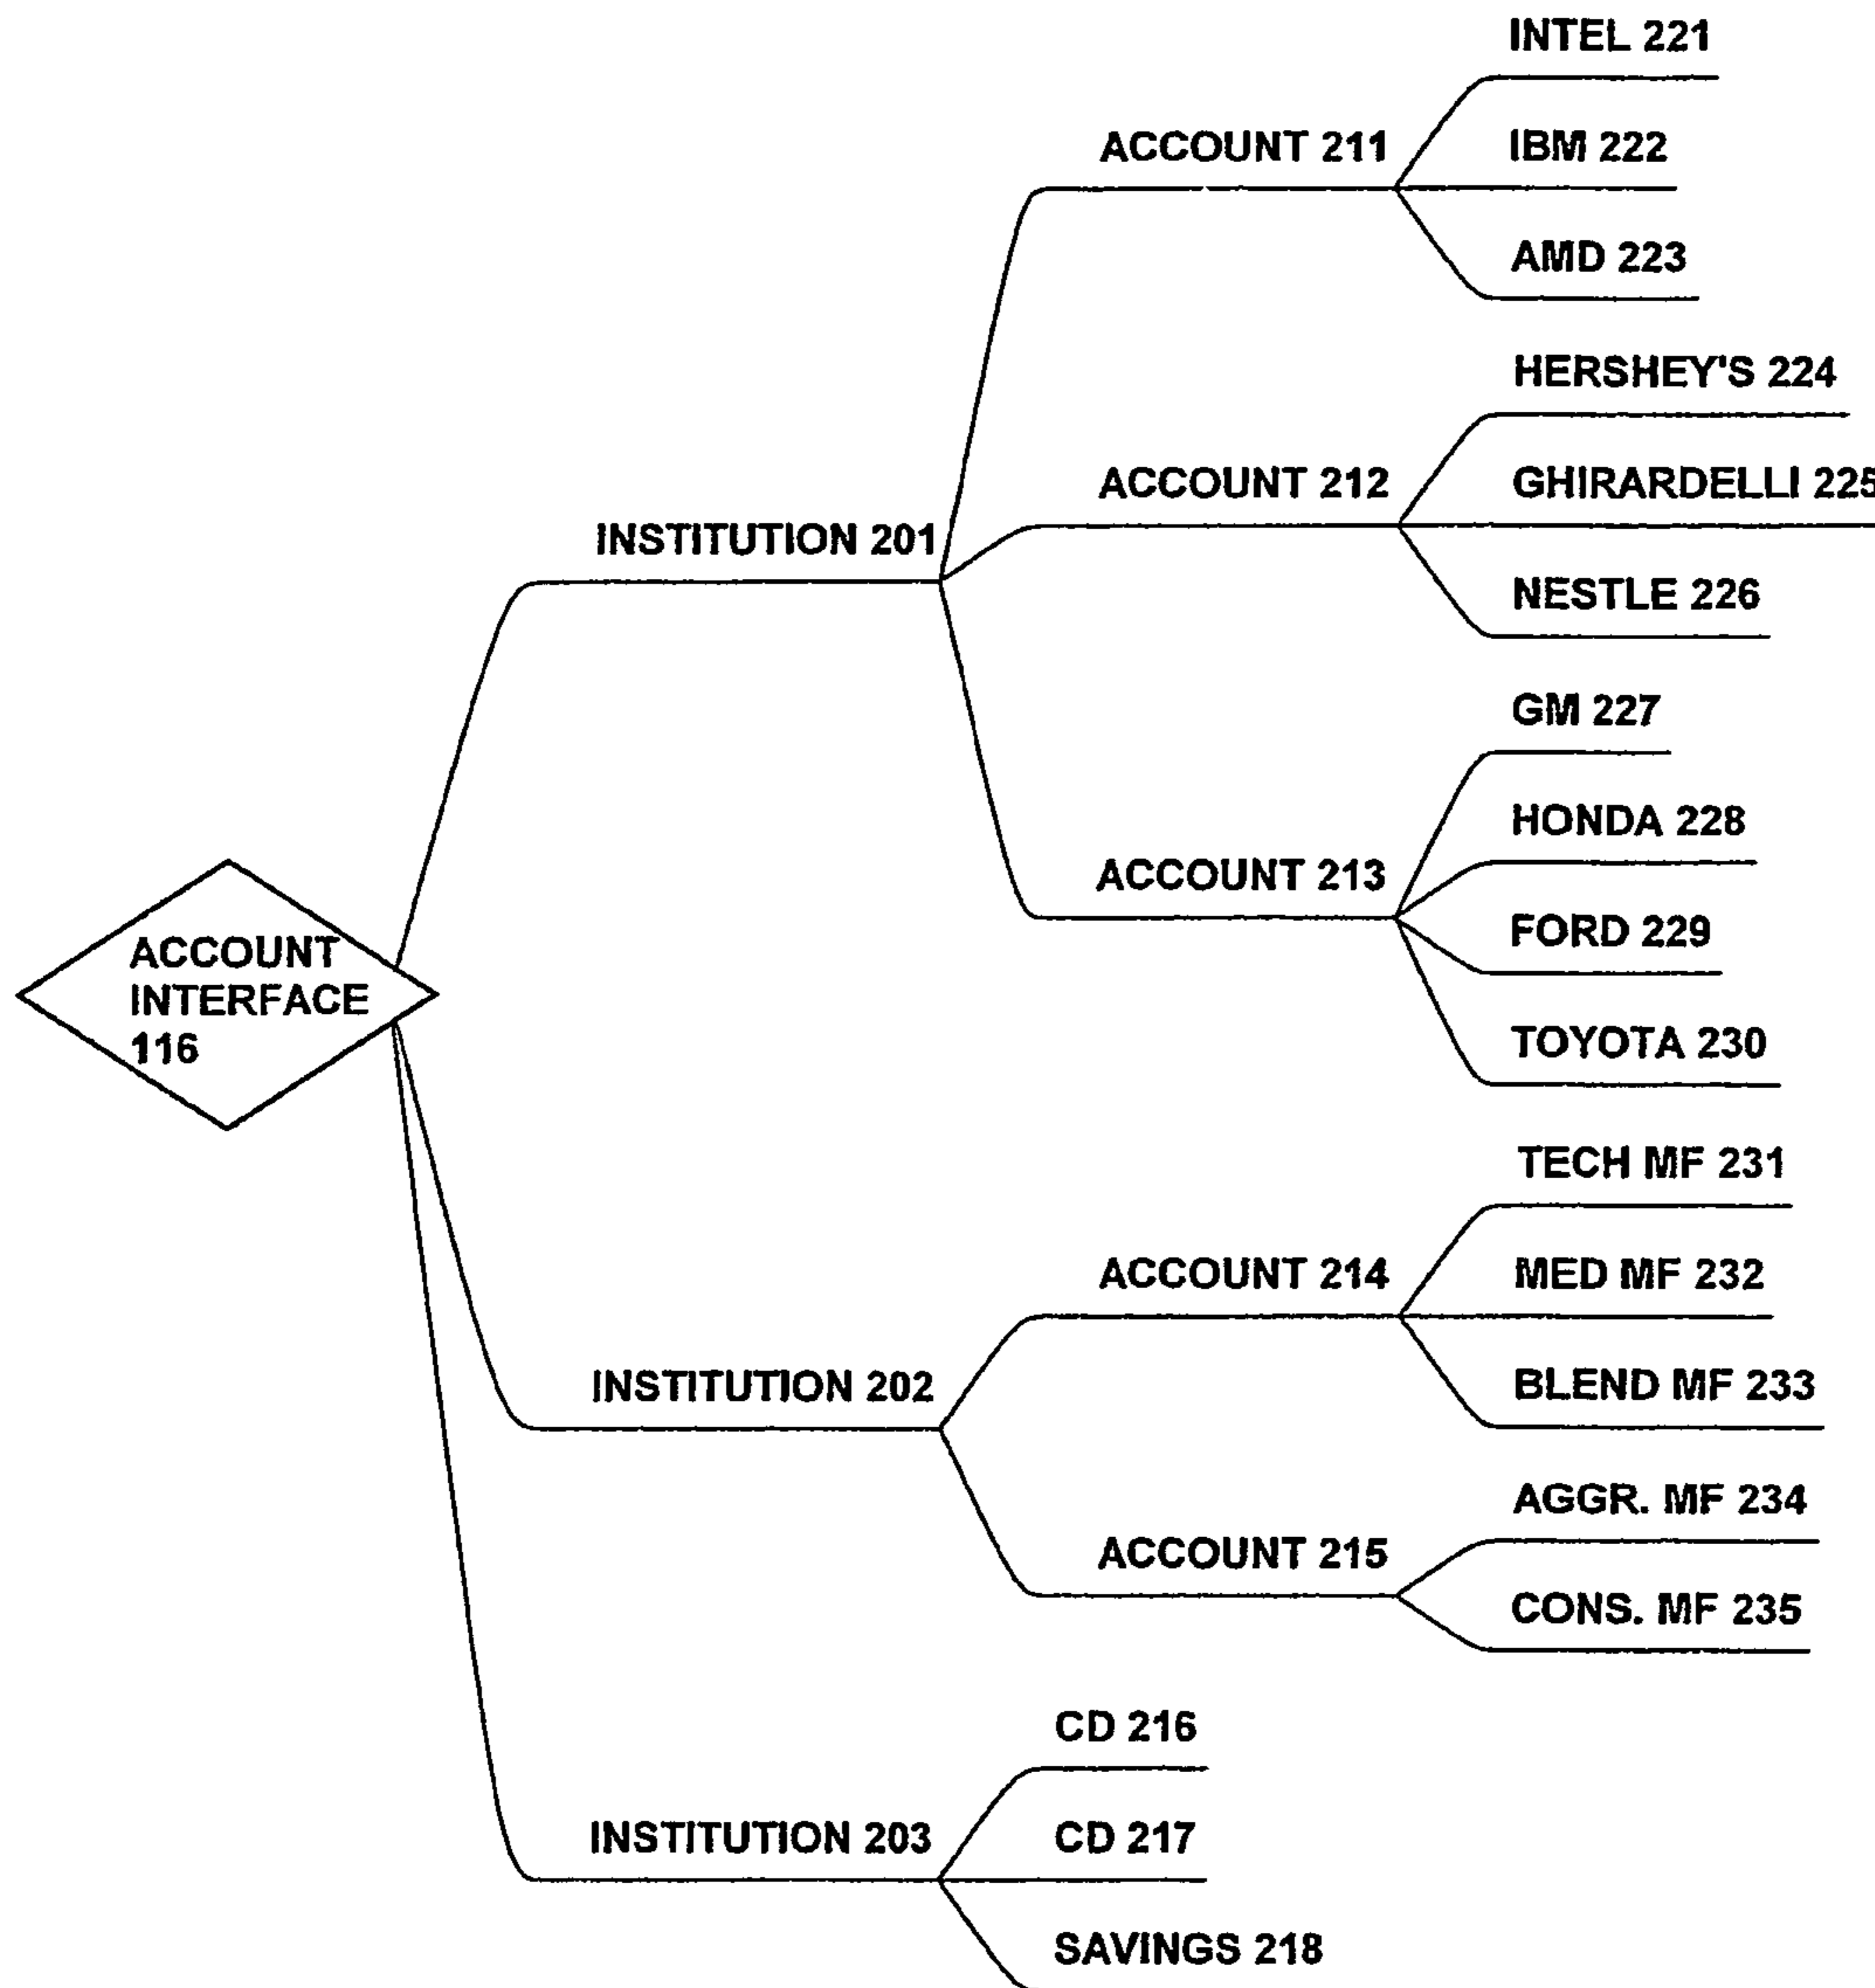 INTEL 221
ACCOUNT 211
IBM 222
AMD 223
HERSHEY'S 224
ACCOUNT 212
GHIRARDELLI 225
INSTITUTION 201
NESTLE 226
GM 227
HONDA 228
ACCOUNT 213
FORD 229
ACCOUNT
INTERFACE
116
TOYOTA 230
TECH MF 231
ACCOUNT 214
MED MF 232
INSTITUTION 202
BLEND MF 233
AGGR. MF 234
ACCOUNT 215
CONS. MF 235
CD 216
INSTITUTION 203
CD 217
SAVINGS 218